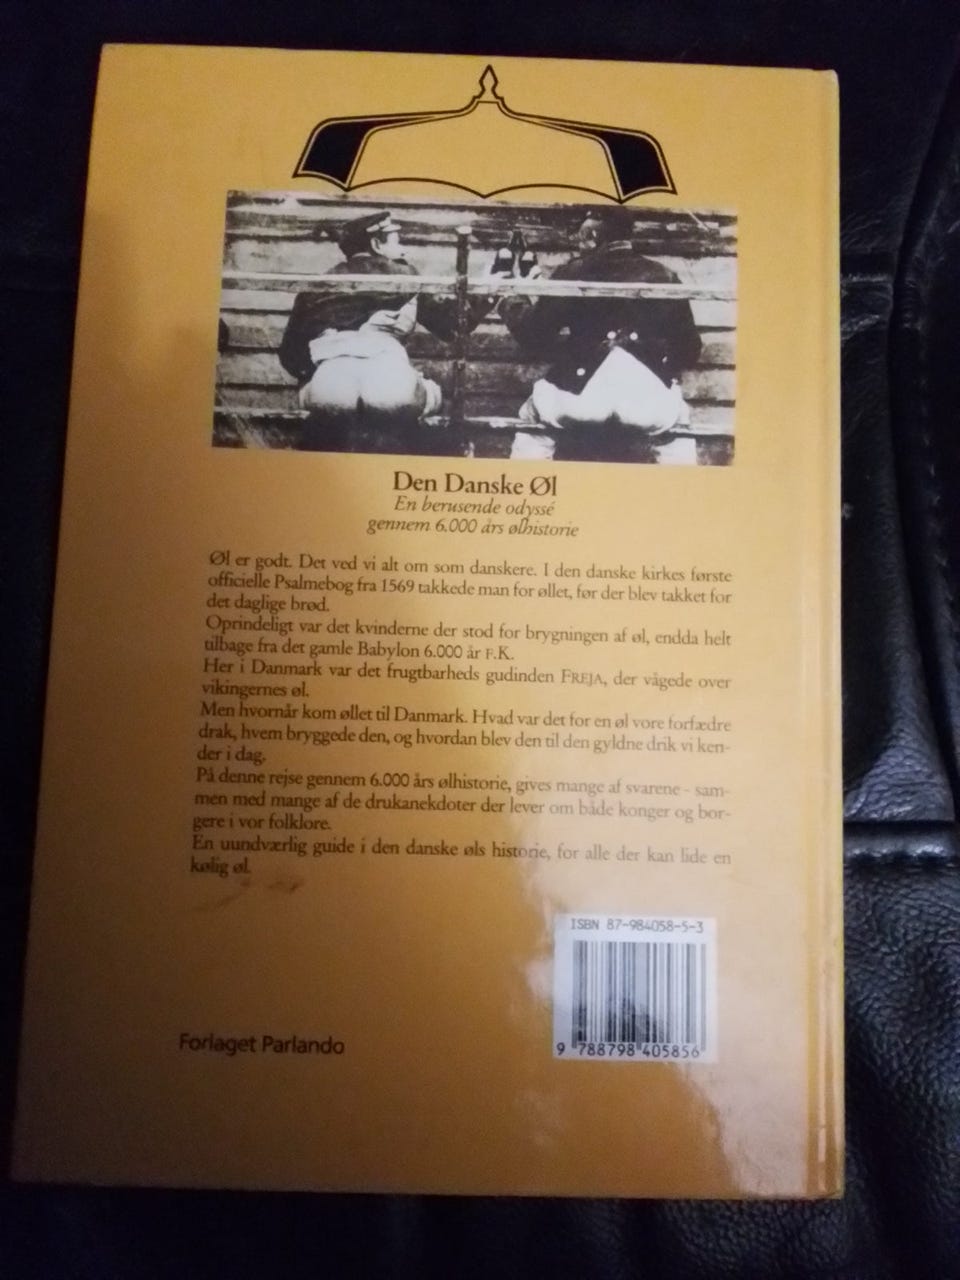 Den Danske Øl
En berusende odyssé
gennem 6.000 års ølhistorie
Øl er godt. Det ved vi alt om som danskere. I den danske kirkes første
officielle Psalmebog fra 1569 takkede man for øllet, før der blev takket for
det daglige brød.
Oprindeligt var det kvinderne der stod for brygningen af øl, endda helt
tilbage fra det gamle Babylon 6.000 år F.K.
Her i Danmark var det frugtbarheds gudinden FREJA, der vågede over
vikingernes øl.
Men hvornår kom øllet til Danmark. Hvad var det for en øl vore forfædre
drak, hvem bryggede den, og hvordan blev den til den gyldne drik vi ken-
der i dag.
På denne rejse gennem 6.000 års ølhistorie, gives mange af svarene - sam-
men med mange af de drukanekdoter der lever om både konger og bor-
gere i vor folklore.
En uundværlig guide i den danske øls historie, for alle der kan lide en
kølig øl.
ISBN 87-984058-5-3
9 788798 405856
Forlaget Parlando